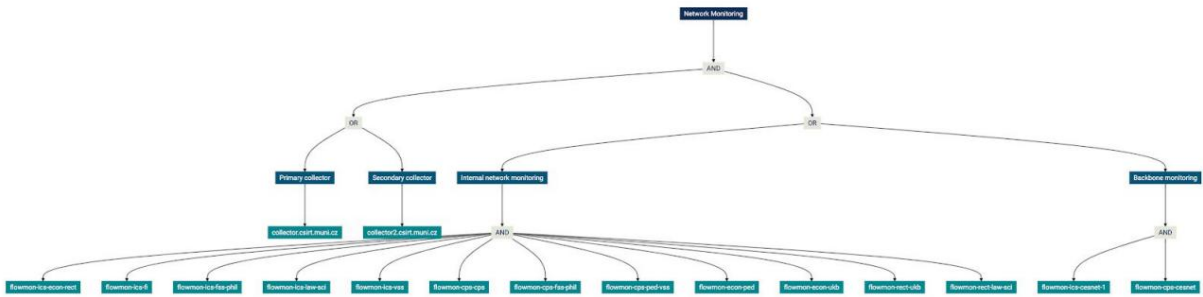 Network Monitoring
AND
OR
OR
Primary collector
Secondary collector
Internal network monitoring
Backbone monitoring
collector.csirt.muni.cz
collector2.csirt.muni.cz
AND
AND
flowmon-ics-econ-rect
flowmon-ics-fi
flowmon-ics-fss-phil
flowmon-ics-law-sci
flowmon-ics-vss
flowmon-cps-cps
flowmon-cps-fss-phil
flowmon-cps-ped-vss
flowmon-econ-ped
flowmon-econ-ukb
flowmon-rect-ukb
flowmon-rect-law-sci
flowmon-ics-cesnet-1
flowmon-cps-cesnet